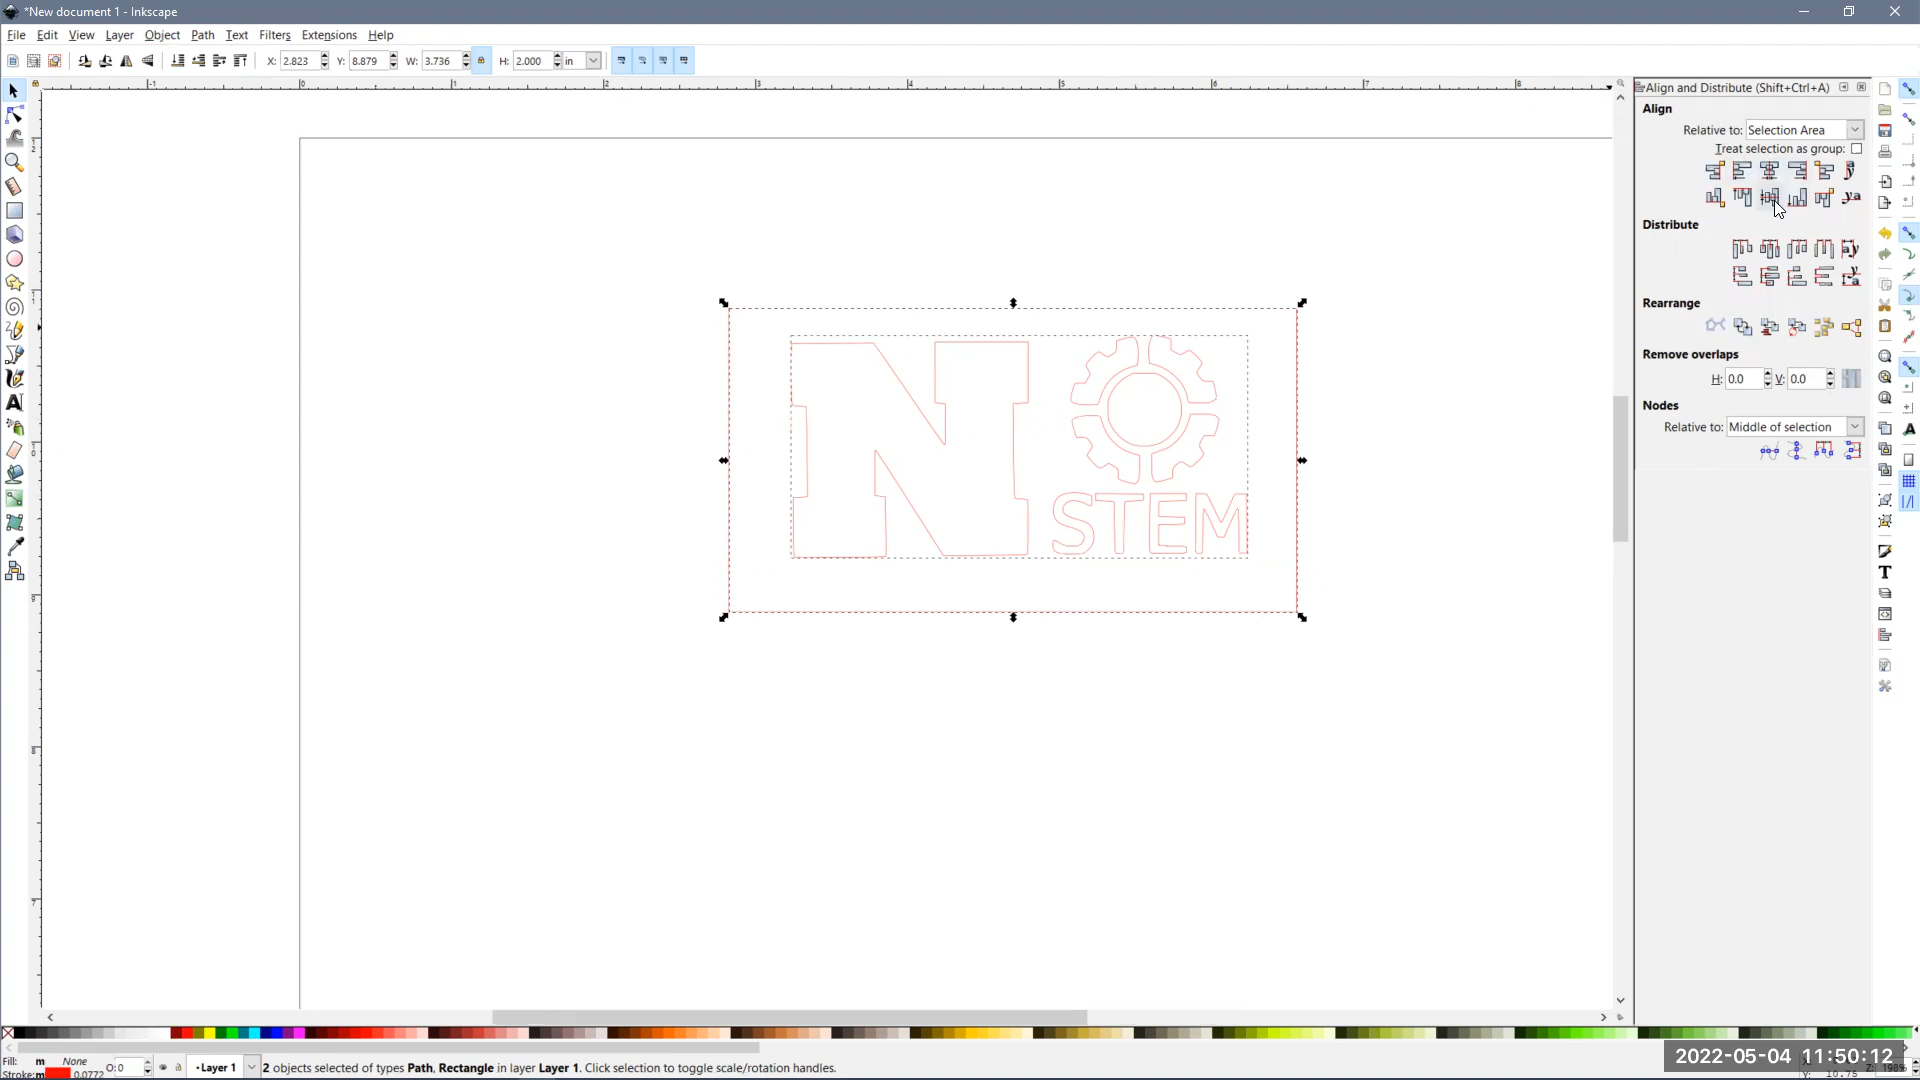 *New document 1 - Inkscape
File Edit View Layer Object Path Text Filters Extensions Help
X: 2.823 Y: 8.879 W: 3.736 H: 2.000 in
Align and Distribute (Shift+Ctrl+A)
Align
Relative to: Selection Area
Treat selection as group:
Distribute
Rearrange
Remove overlaps
H: 0.0 V: 0.0
Nodes
Relative to: Middle of selection
N
STEM
Fill: m None O: 0 Layer 1 2 objects selected of types Path, Rectangle in layer Layer 1. Click selection to toggle scale/rotation handles.
Stroke: m 0.0772
2022-05-04 11:50:12